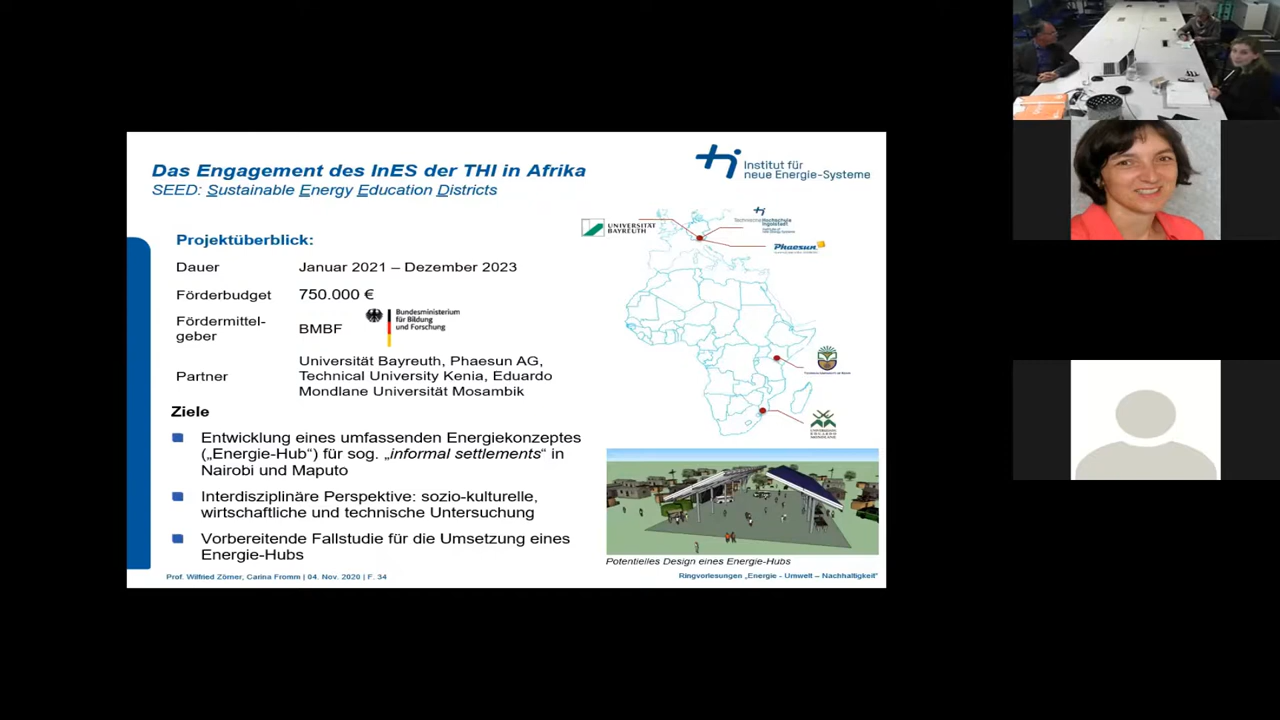 Das Engagement des InES der THI in Afrika
SEED: Sustainable Energy Education Districts
Institut für
neue Energie-Systeme
Projektüberblick:
Dauer
Januar 2021 – Dezember 2023
Förderbudget
750.000 €
Fördermittel-
geber
BMBF
Bundesministerium
für Bildung
und Forschung
Partner
Universität Bayreuth, Phaesun AG,
Technical University Kenia, Eduardo
Mondlane Universität Mosambik
Ziele
Entwicklung eines umfassenden Energiekonzeptes
(„Energie-Hub“) für sog. „informal settlements“ in
Nairobi und Maputo
Interdisziplinäre Perspektive: sozio-kulturelle,
wirtschaftliche und technische Untersuchung
Vorbereitende Fallstudie für die Umsetzung eines
Energie-Hubs
UNIVERSITÄT
BAYREUTH
Technische Hochschule
Ingolstadt
Phaesun
Potentielles Design eines Energie-Hubs
Prof. Wilfried Zörner, Carina Fromm | 04. Nov. 2020 | F. 34
Ringvorlesungen „Energie - Umwelt – Nachhaltigkeit“